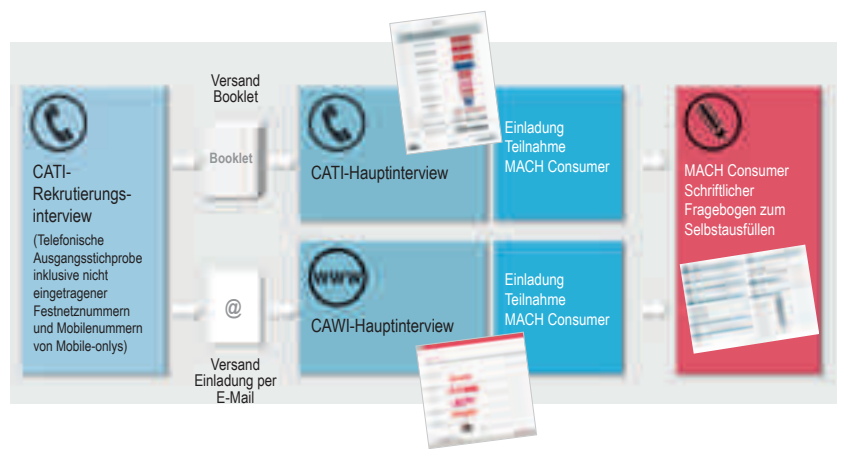 CATI-
Rekrutierungs-
interview
(Telefonische
Ausgangsstichprobe
inklusive nicht
eingetragener
Festnetznummern
und Mobilenummern
von Mobile-onlys)
Versand
Booklet
Booklet
@
Versand
Einladung per
E-Mail
CATI-Hauptinterview
Einladung
Teilnahme
MACH Consumer
www
CAWI-Hauptinterview
Einladung
Teilnahme
MACH Consumer
MACH Consumer
Schriftlicher
Fragebogen zum
Selbstausfüllen